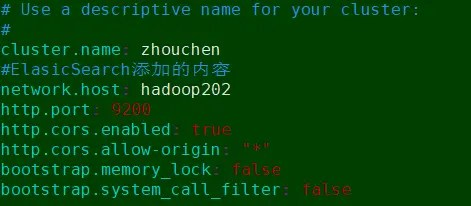 # Use a descriptive name for your cluster:
#
cluster.name: zhouchen
#ElasicSearch添加的内容
network.host: hadoop202
http.port: 9200
http.cors.enabled: true
http.cors.allow-origin: "*"
bootstrap.memory_lock: false
bootstrap.system_call_filter: false